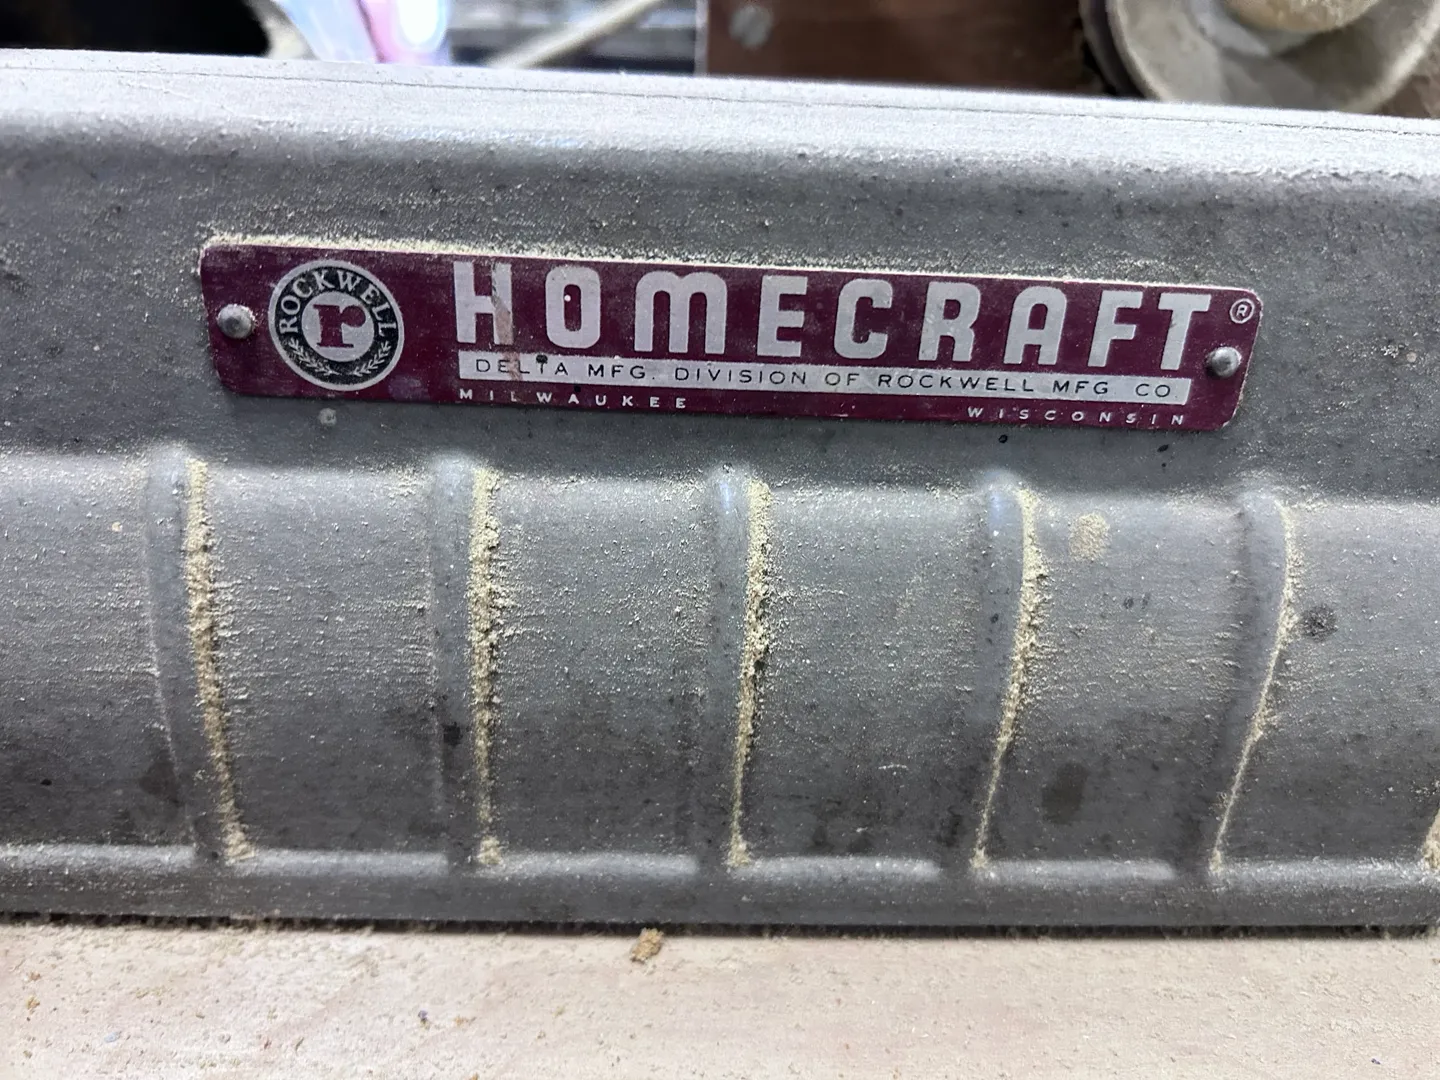 ROCKWELL
r
HOMECRAFT®
DELTA MFG. DIVISION OF ROCKWELL MFG CO.
MILWAUKEE WISCONSIN